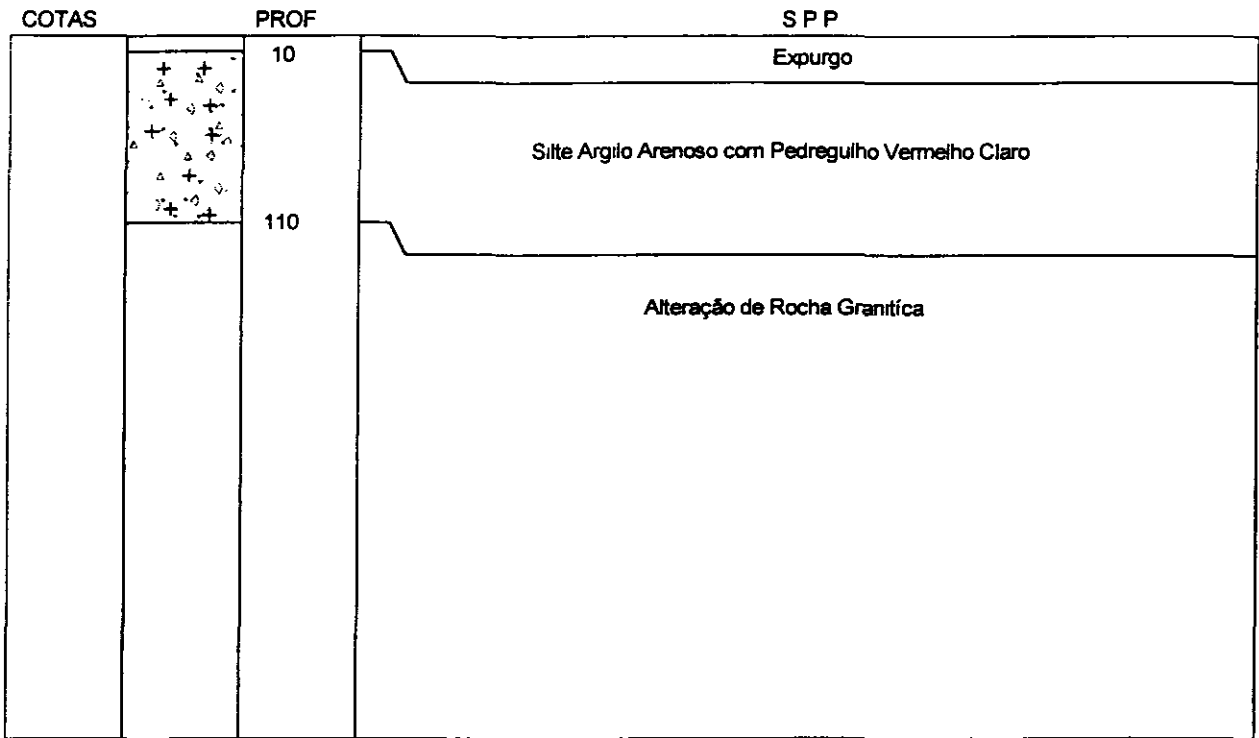 COTAS PROF S P P
10 Expurgo
Silte Argilo Arenoso com Pedregulho Vermelho Claro
110
Alteração de Rocha Granitíca